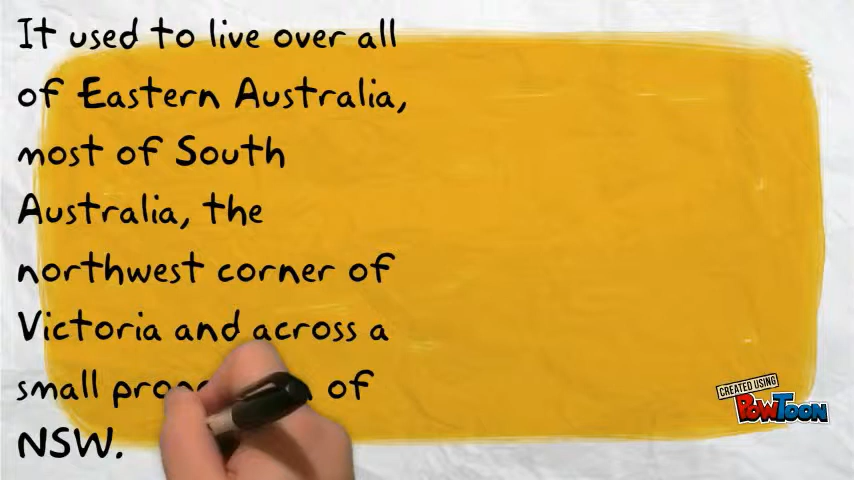 It used to live over all
of Eastern Australia,
most of South
Australia, the
northwest corner of
Victoria and across a
small of
NSW.
CREATED USING
POWTOON